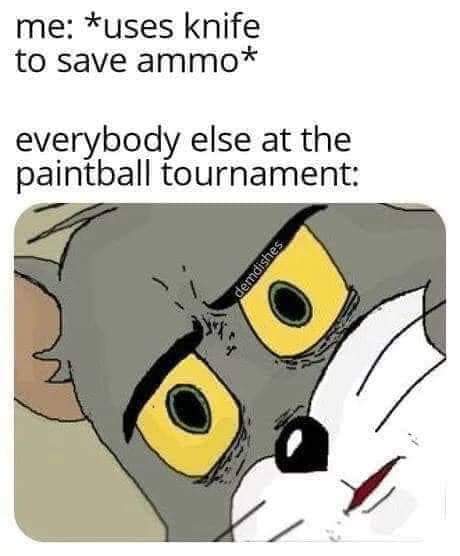 me: *uses knife
to save ammo*
everybody else at the
paintball tournament:
demdishes